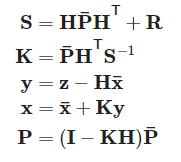 S = HP̄Hᵀ + R
K = P̄HᵀS⁻¹
y = z − Hx̄
x = x̄ + Ky
P = (I − KH)P̄